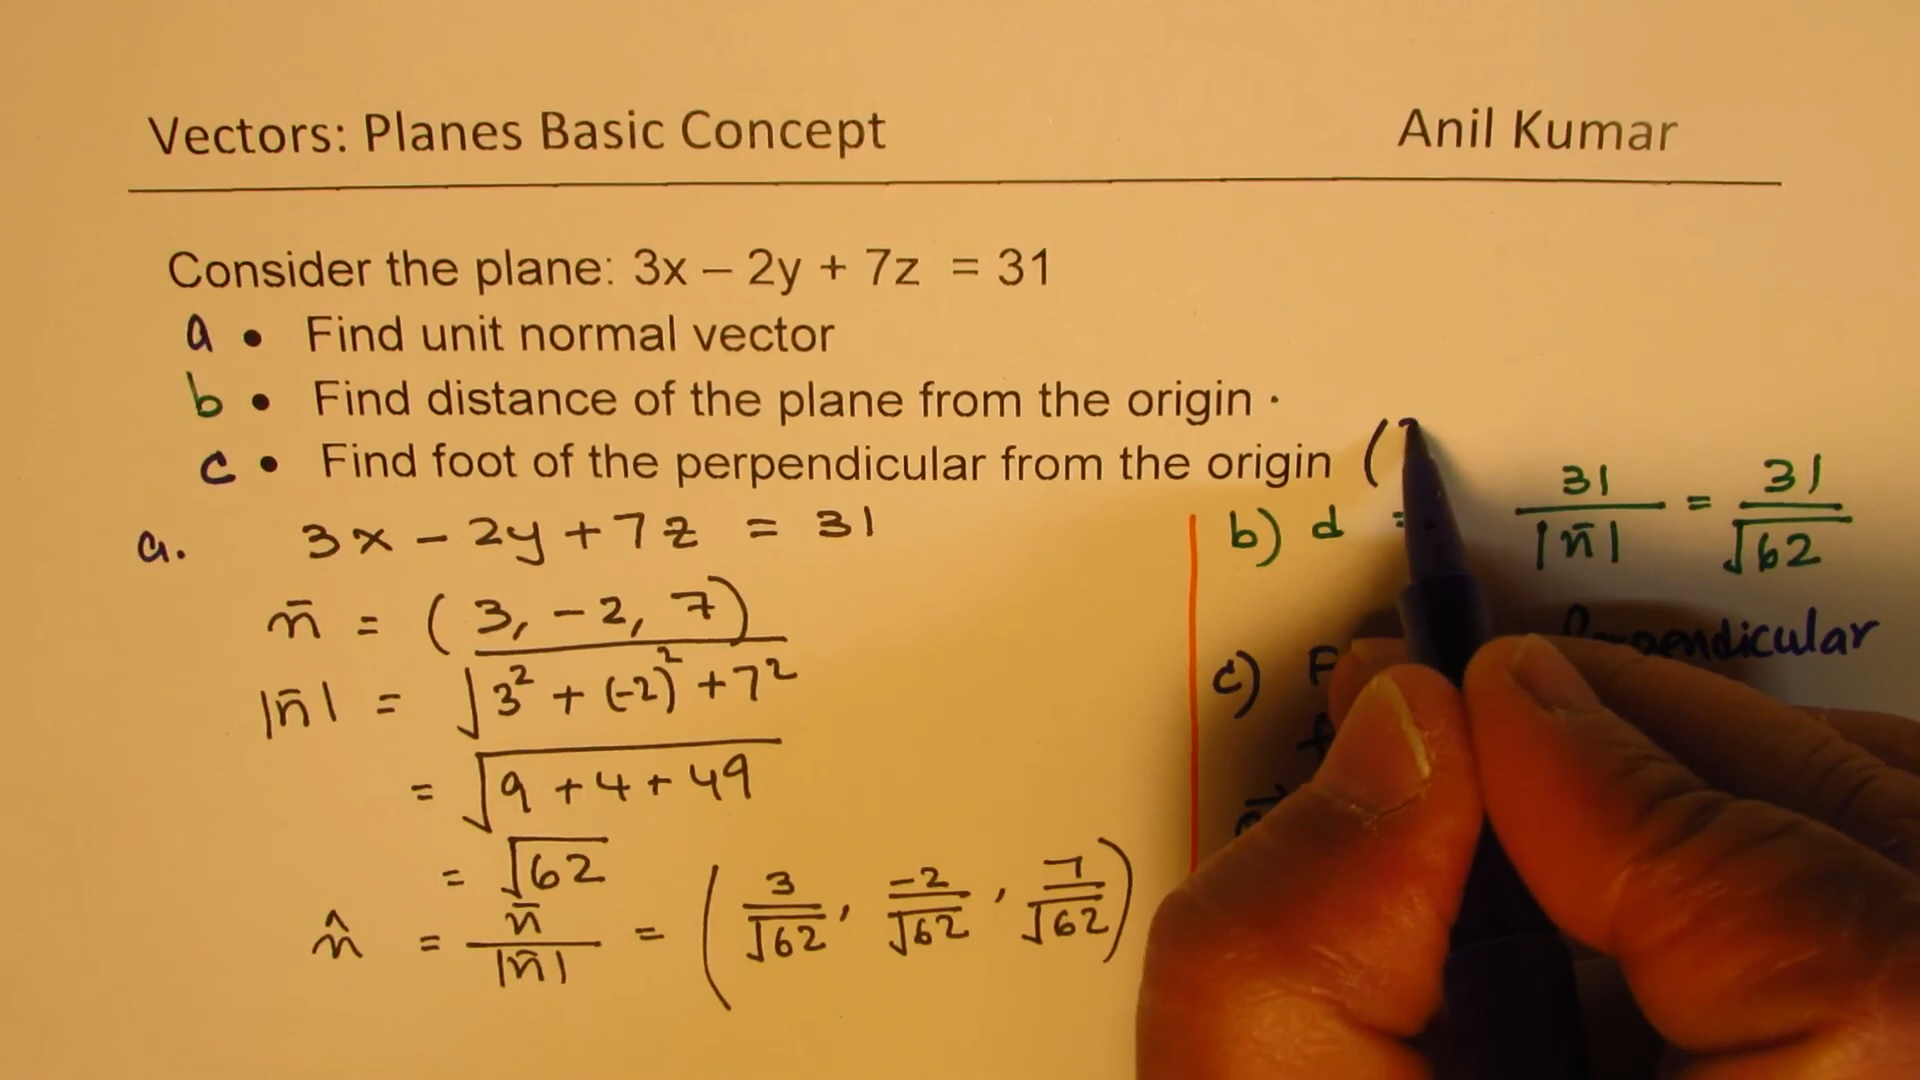 Vectors: Planes Basic Concept Anil Kumar
Consider the plane: 3x – 2y + 7z = 31
a • Find unit normal vector
b • Find distance of the plane from the origin ·
c • Find foot of the perpendicular from the origin (
a. 3x - 2y + 7z = 31
n̄ = (3, -2, 7)
|n̄| = √(3² + (-2)² + 7²)
= √(9 + 4 + 49)
= √62
n̂ = n̄/|n̄| = (3/√62, -2/√62, 7/√62)
b) d = 31/|n̄| = 31/√62
c)